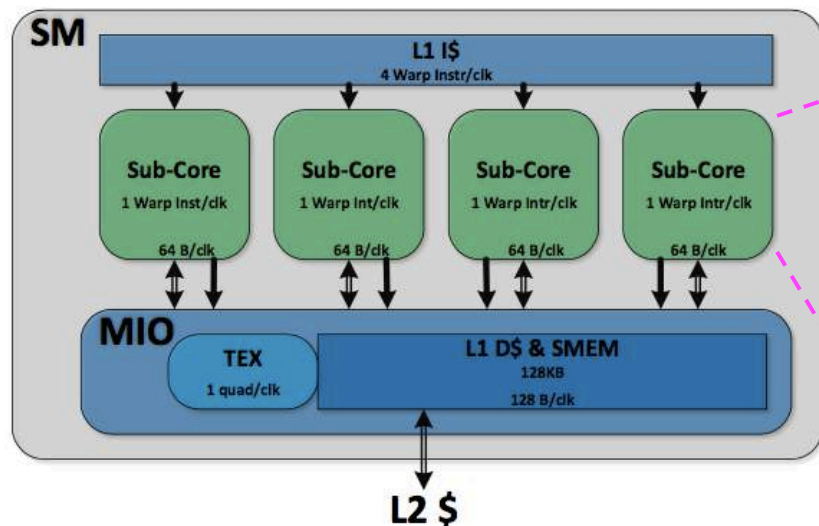 SM
L1 I$
4 Warp Instr/clk
Sub-Core
1 Warp Inst/clk
64 B/clk
Sub-Core
1 Warp Int/clk
64 B/clk
Sub-Core
1 Warp Intr/clk
64 B/clk
Sub-Core
1 Warp Intr/clk
64 B/clk
MIO
TEX
1 quad/clk
L1 D$ & SMEM
128KB
128 B/clk
L2 $